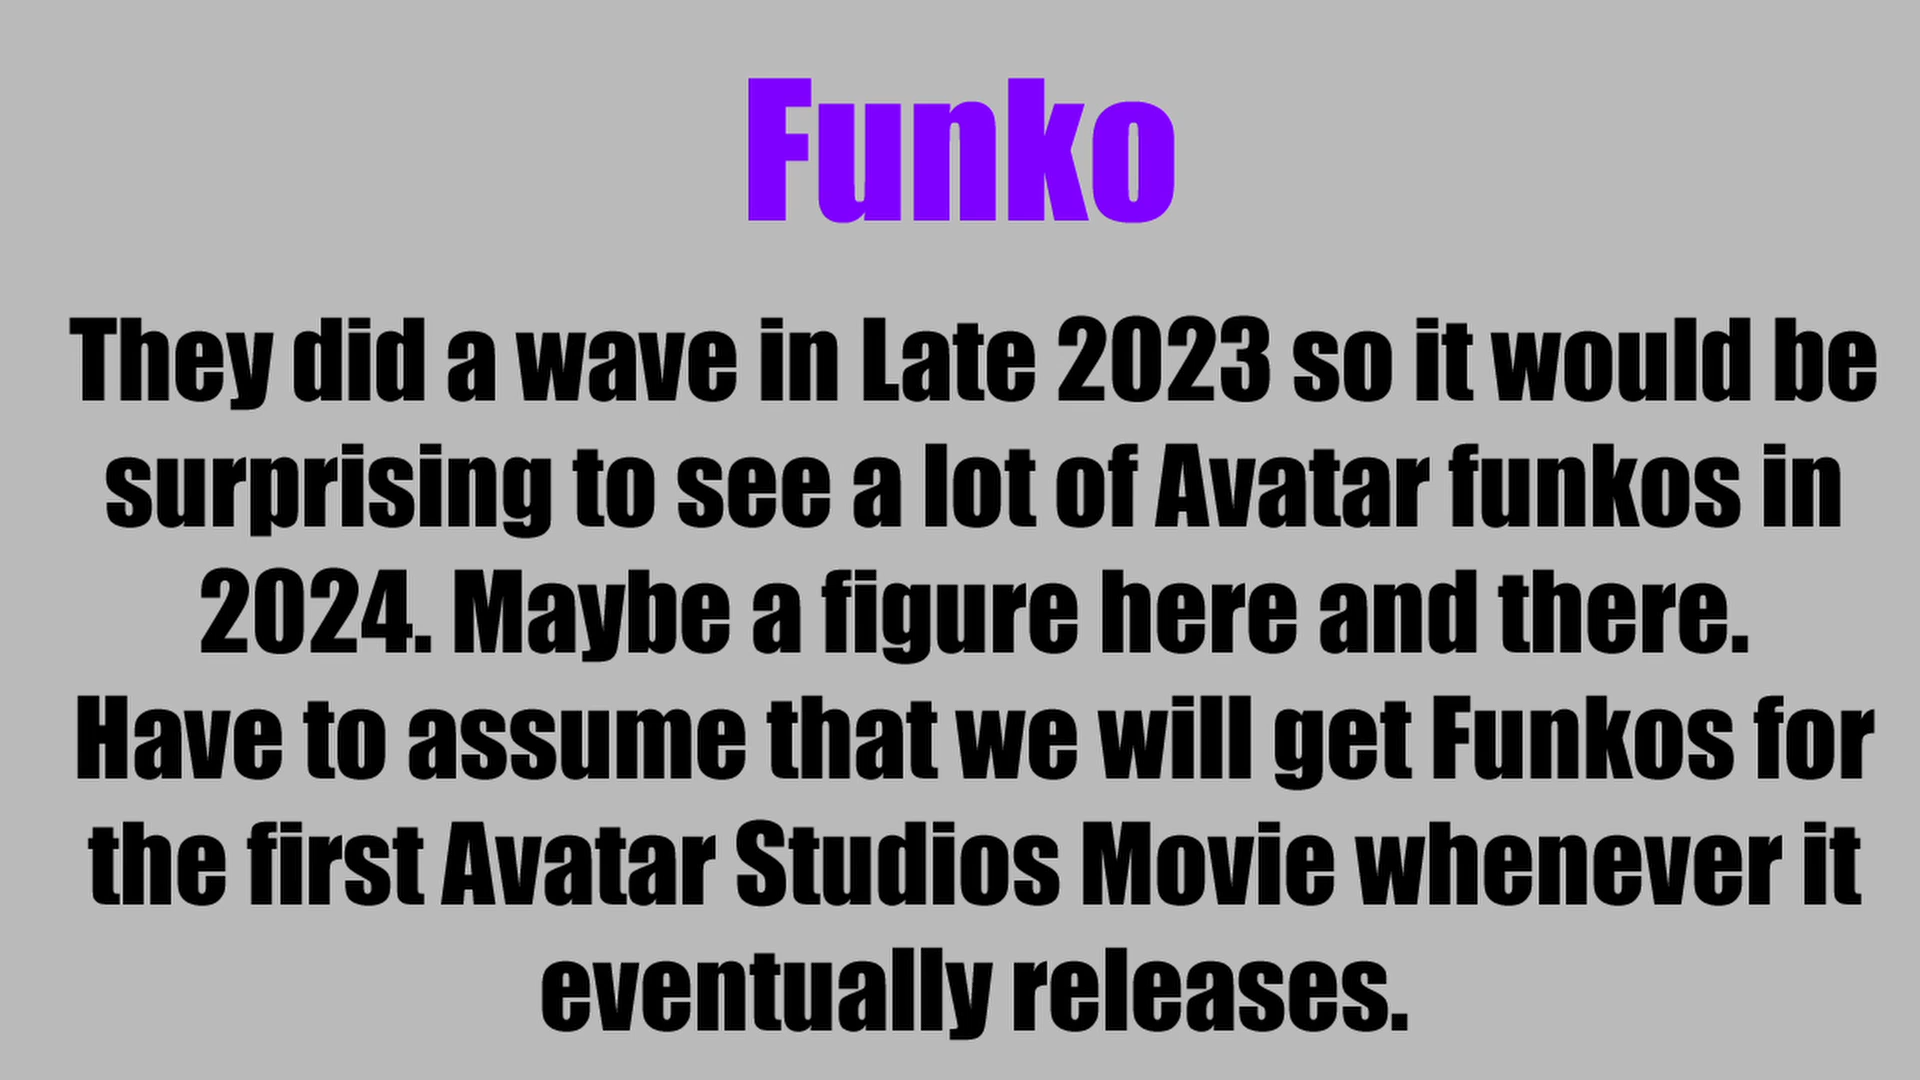 Funko
They did a wave in Late 2023 so it would be
surprising to see a lot of Avatar funkos in
2024. Maybe a figure here and there.
Have to assume that we will get Funkos for
the first Avatar Studios Movie whenever it
eventually releases.